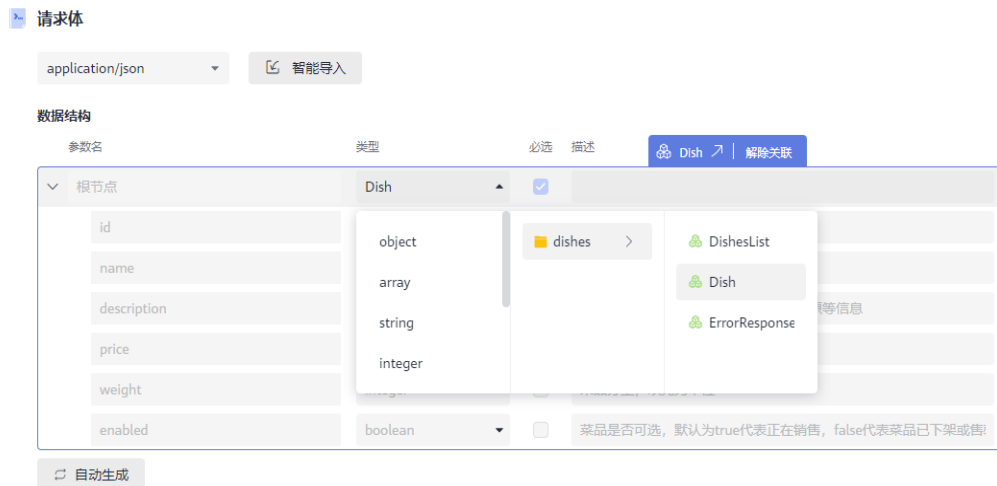 请求体
application/json 智能导入
数据结构
参数名 类型 必选 描述 Dish 解除关联
根节点 Dish
id object dishes DishesList
name array Dish
description string ErrorResponse 等信息
price integer
weight
enabled boolean 菜品是否可选，默认为true代表正在销售，false代表菜品已下架或售
自动生成